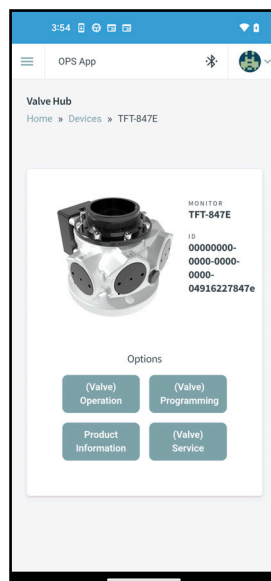 3:54
OPS App
Valve Hub
Home » Devices » TFT-847E
MONITOR
TFT-847E
ID
00000000-
0000-0000-
0000-
04916227847e
Options
(Valve)
Operation
(Valve)
Programming
Product
Information
(Valve)
Service